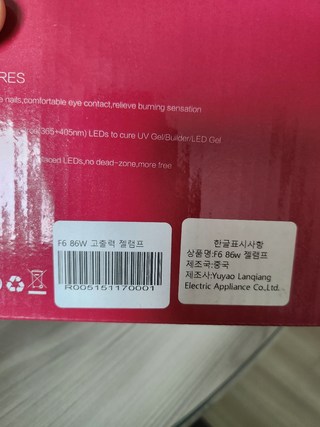 RES
nails,comfortable eye contact,relieve burning sensation
(365+405nm) LEDs to cure UV Gel/Builder/LED Gel
laced LEDs,no dead-zone,more free
F6 86W 고출력 젤램프
R005151170001
한글표시사항
상품명:F6 86w 젤램프
제조국:중국
제조사:Yuyao Lanqiang
Electric Appliance Co.,Ltd.